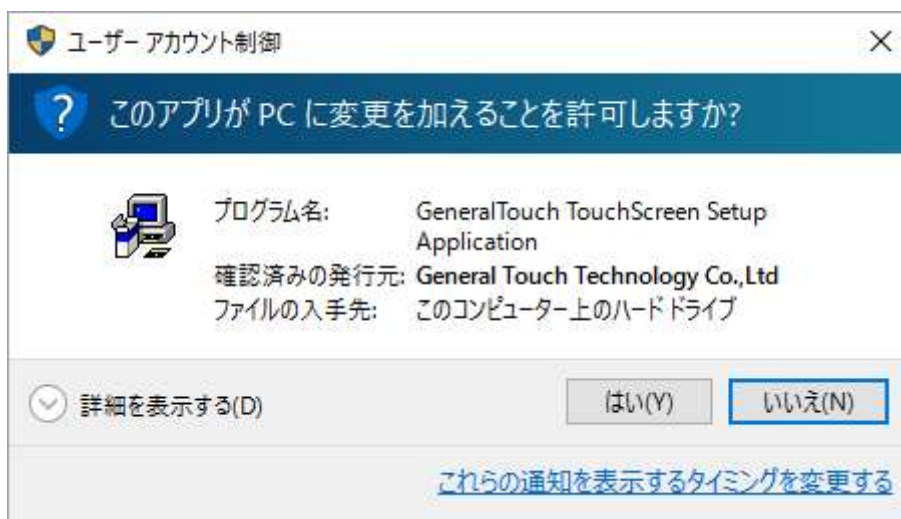 ユーザー アカウント制御
このアプリが PC に変更を加えることを許可しますか?
プログラム名: GeneralTouch TouchScreen Setup
Application
確認済みの発行元: General Touch Technology Co.,Ltd
ファイルの入手先: このコンピューター上のハード ドライブ
詳細を表示する(D) はい(Y) いいえ(N)
これらの通知を表示するタイミングを変更する